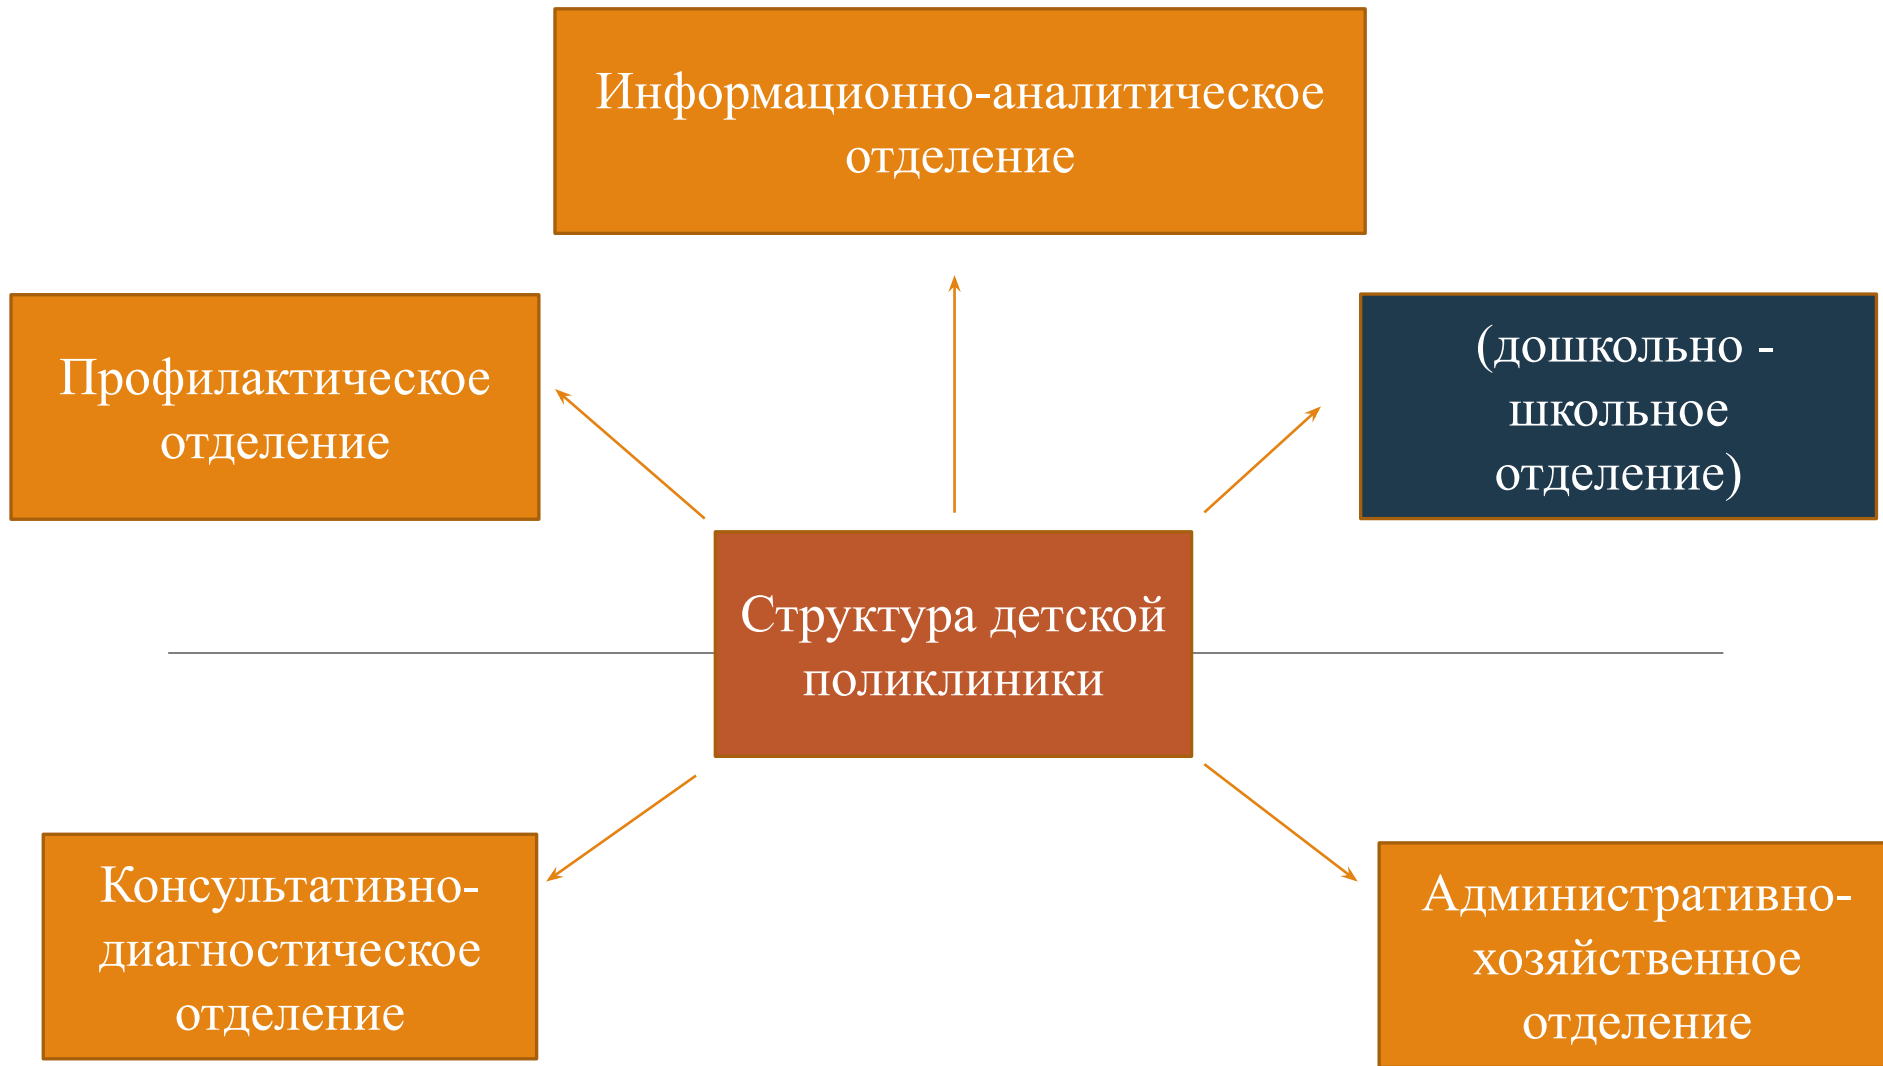 Информационно-аналитическое
отделение
Профилактическое
отделение
(дошкольно -
школьное
отделение)
Структура детской
поликлиники
Консультативно-
диагностическое
отделение
Административно-
хозяйственное
отделение